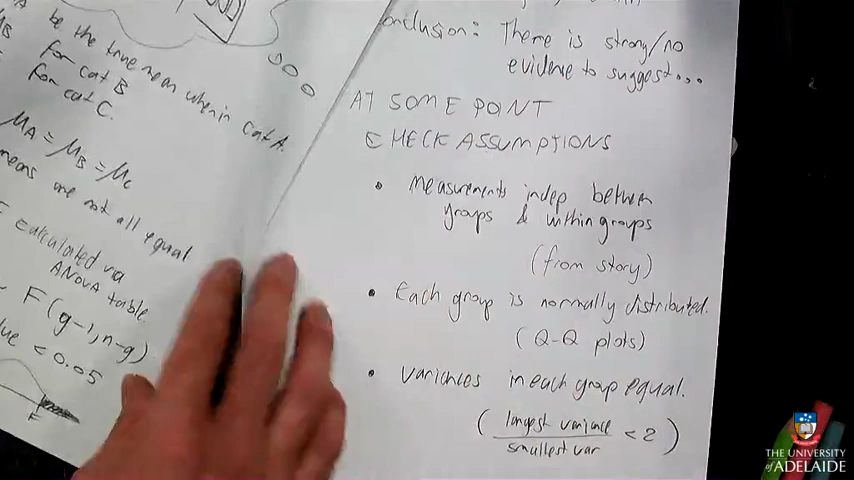 be the true mean when in cat A.
for cat B
for cat C.
μA = μB = μC
means are not all equal
calculated via
ANOVA table
F(g-1, n-g)
< 0.05
F
onclusion: There is strong/no
evidence to suggest...
AT SOME POINT
CHECK ASSUMPTIONS
• Measurements indep between
groups & within groups
(from story)
• Each group is normally distributed.
(Q-Q plots)
• Variances in each group equal.
( largest variance
smallest var < 2 )
THE UNIVERSITY
of ADELAIDE